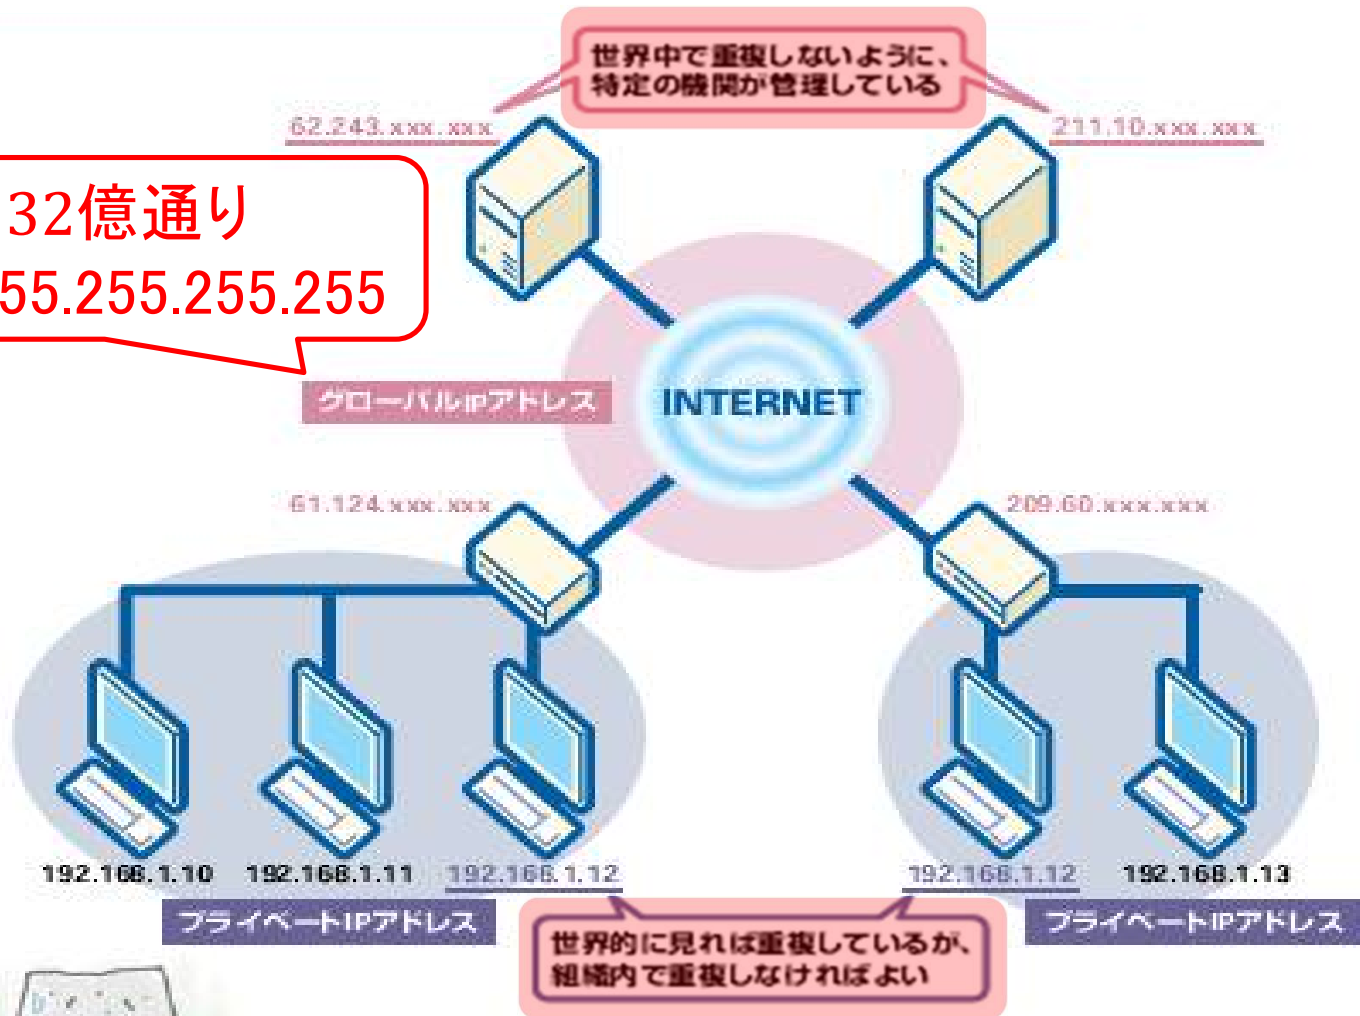 世界中で重複しないように、
特定の機関が管理している
62.243.xxx.xxx
211.10.xxx.xxx
32億通り
55.255.255.255
グローバルIPアドレス
INTERNET
61.124.xxx.xxx
209.60.xxx.xxx
192.168.1.10
192.168.1.11
192.168.1.12
192.168.1.12
192.168.1.13
プライベートIPアドレス
プライベートIPアドレス
世界的に見れば重複しているが、
組織内で重複しなければよい